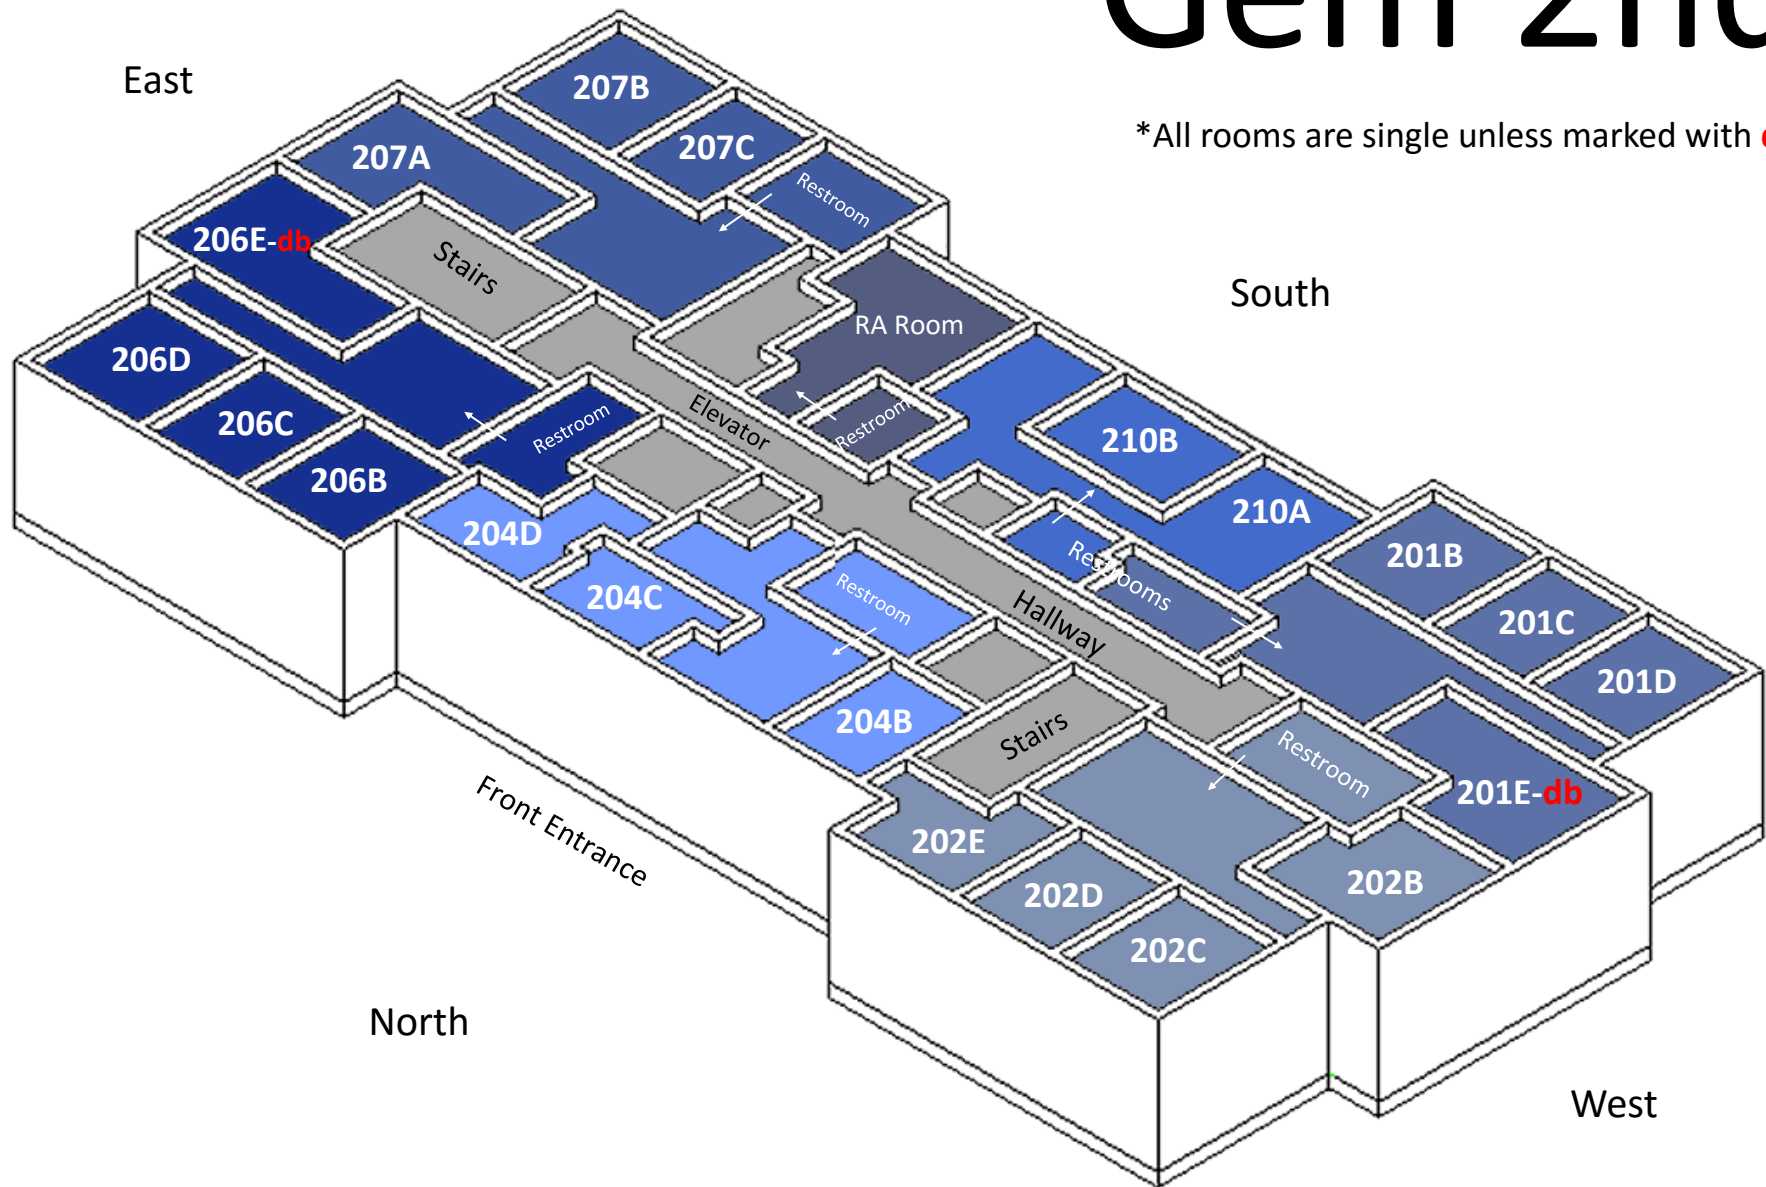 Gem 2nd
East
*All rooms are single unless marked with
207B
207C
207A
Restroom
206E-db
Stairs
South
RA Room
206D
Elevator
Restroom
206C
Restroom
210B
206B
210A
204D
201B
Restrooms
204C
Restroom
Hallway
201C
201D
204B
Stairs
Restroom
201E-db
Front Entrance
202E
202D
202B
202C
North
West